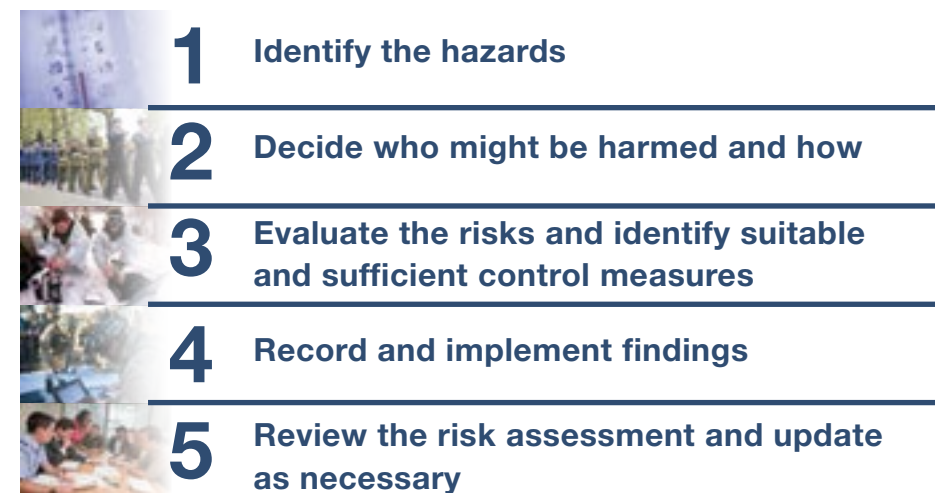 1 Identify the hazards
2 Decide who might be harmed and how
3 Evaluate the risks and identify suitable
and sufficient control measures
4 Record and implement findings
5 Review the risk assessment and update
as necessary